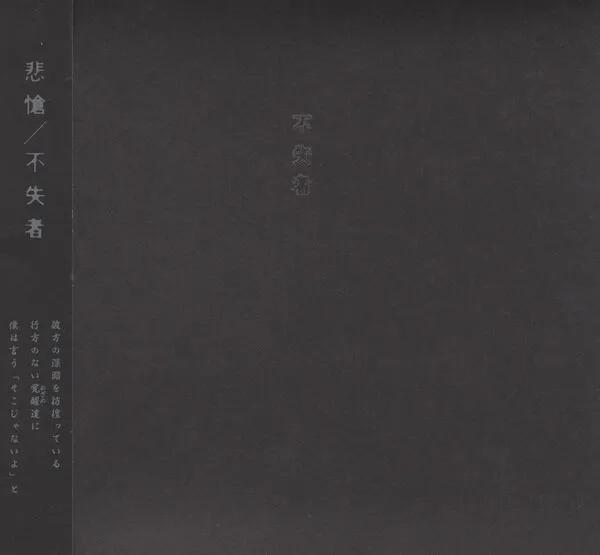 悲愴／不失者
不失者
彼方の深淵を彷徨っている
行方のない覚醒達に
僕は言う「そこじゃないよ」と